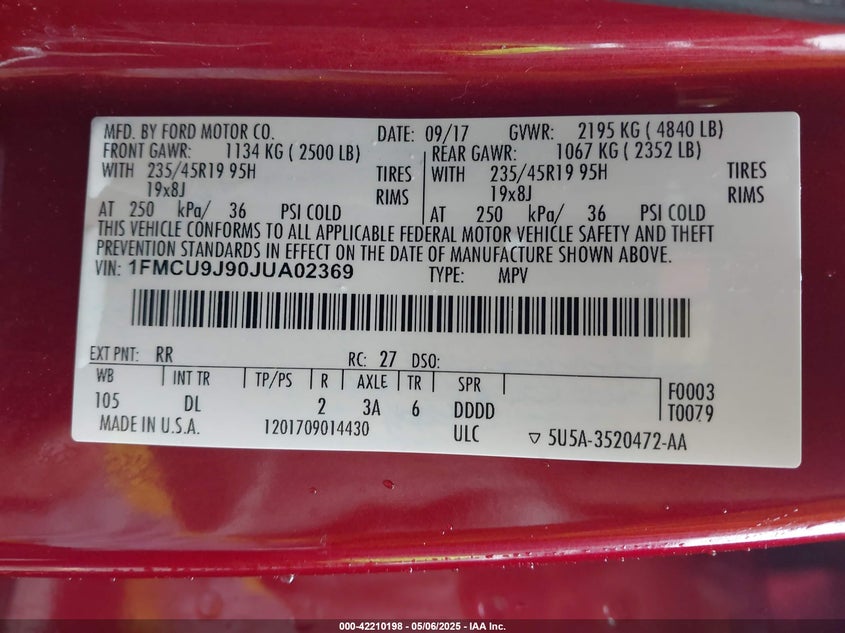 MFD. BY FORD MOTOR CO. DATE: 09/17 GVWR: 2195 KG ( 4840 LB)
FRONT GAWR: 1134 KG ( 2500 LB) REAR GAWR: 1067 KG ( 2352 LB)
WITH 235/45R19 95H TIRES WITH 235/45R19 95H TIRES
19x8J RIMS 19x8J RIMS
AT 250 kPa/ 36 PSI COLD AT 250 kPa/ 36 PSI COLD
THIS VEHICLE CONFORMS TO ALL APPLICABLE FEDERAL MOTOR VEHICLE SAFETY AND THEFT
PREVENTION STANDARDS IN EFFECT ON THE DATE OF MANUFACTURE SHOWN ABOVE.
VIN: 1FMCU9J90JUA02369 TYPE: MPV
EXT PNT: RR RC: 27 DSO:
WB INT TR TP/PS R AXLE TR SPR F0003
105 DL 2 3A 6 DDDD T0079
MADE IN U.S.A. 1201709014430 ULC ▽ 5U5A-3520472-AA
000-42210198 - 05/06/2025 - IAA Inc.